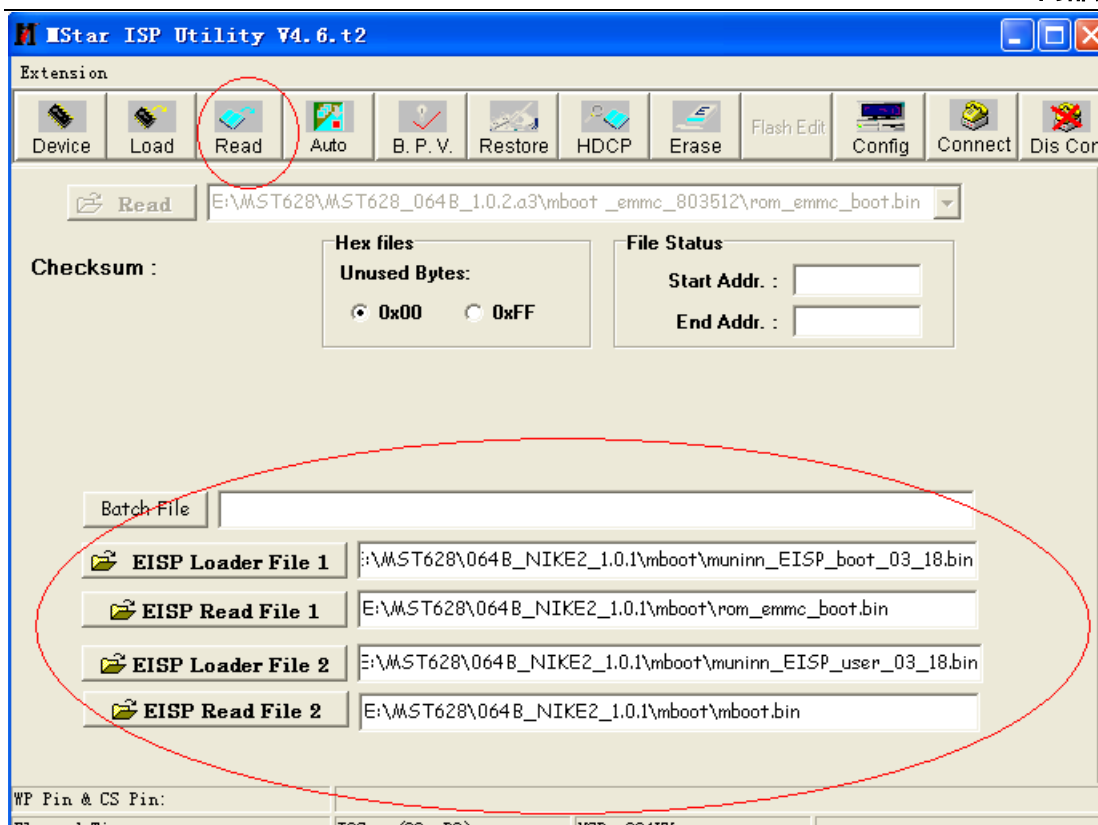 MStar ISP Utility V4.6.t2
Extension
Device Load Read Auto B. P. V. Restore HDCP Erase Flash Edit Config Connect Dis Con
Read E:\MST628\MST628_064B_1.0.2.a3\mboot _emmc_803512\rom_emmc_boot.bin
Hex files
File Status
Checksum :
Unused Bytes:
Start Addr. :
0x00 0xFF
End Addr. :
Batch File
EISP Loader File 1 :\MST628\064B_NIKE2_1.0.1\mboot\muninn_EISP_boot_03_18.bin
EISP Read File 1 E:\MST628\064B_NIKE2_1.0.1\mboot\rom_emmc_boot.bin
EISP Loader File 2 E:\MST628\064B_NIKE2_1.0.1\mboot\muninn_EISP_user_03_18.bin
EISP Read File 2 E:\MST628\064B_NIKE2_1.0.1\mboot\mboot.bin
WP Pin & CS Pin: